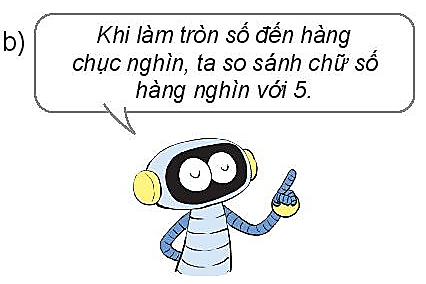 b)
Khi làm tròn số đến hàng
chục nghìn, ta so sánh chữ số
hàng nghìn với 5.